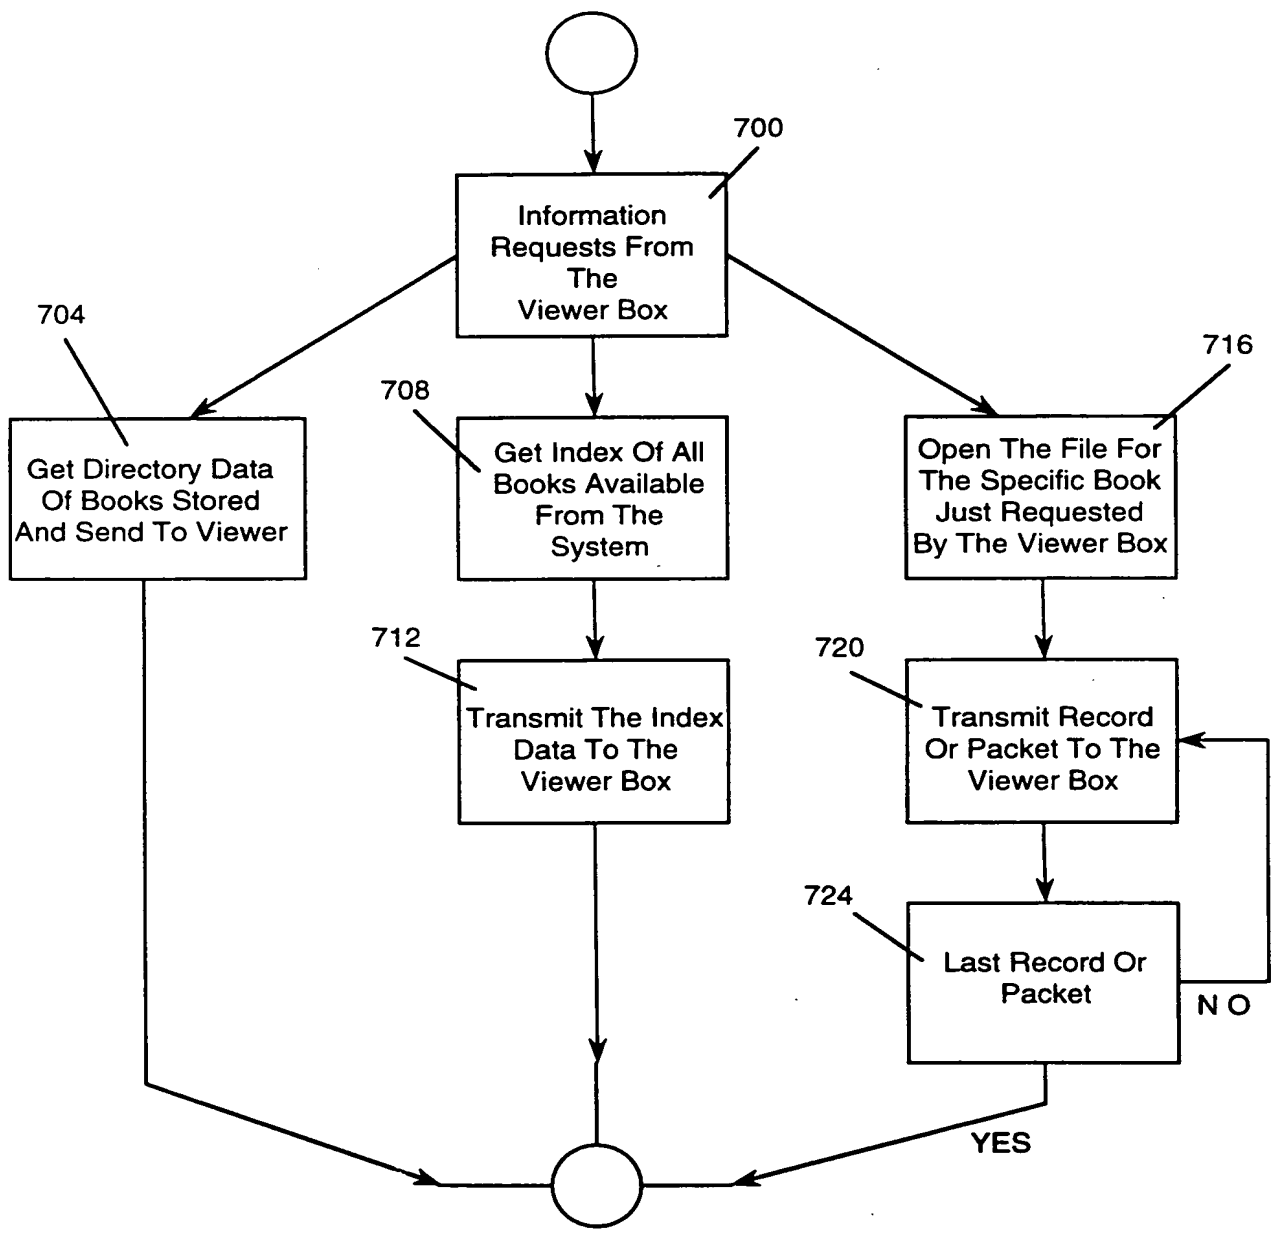 700
Information
Requests From
The
Viewer Box
704
Get Directory Data
Of Books Stored
And Send To Viewer
708
Get Index Of All
Books Available
From The
System
716
Open The File For
The Specific Book
Just Requested
By The Viewer Box
712
Transmit The Index
Data To The
Viewer Box
720
Transmit Record
Or Packet To The
Viewer Box
724
Last Record Or
Packet
NO
YES